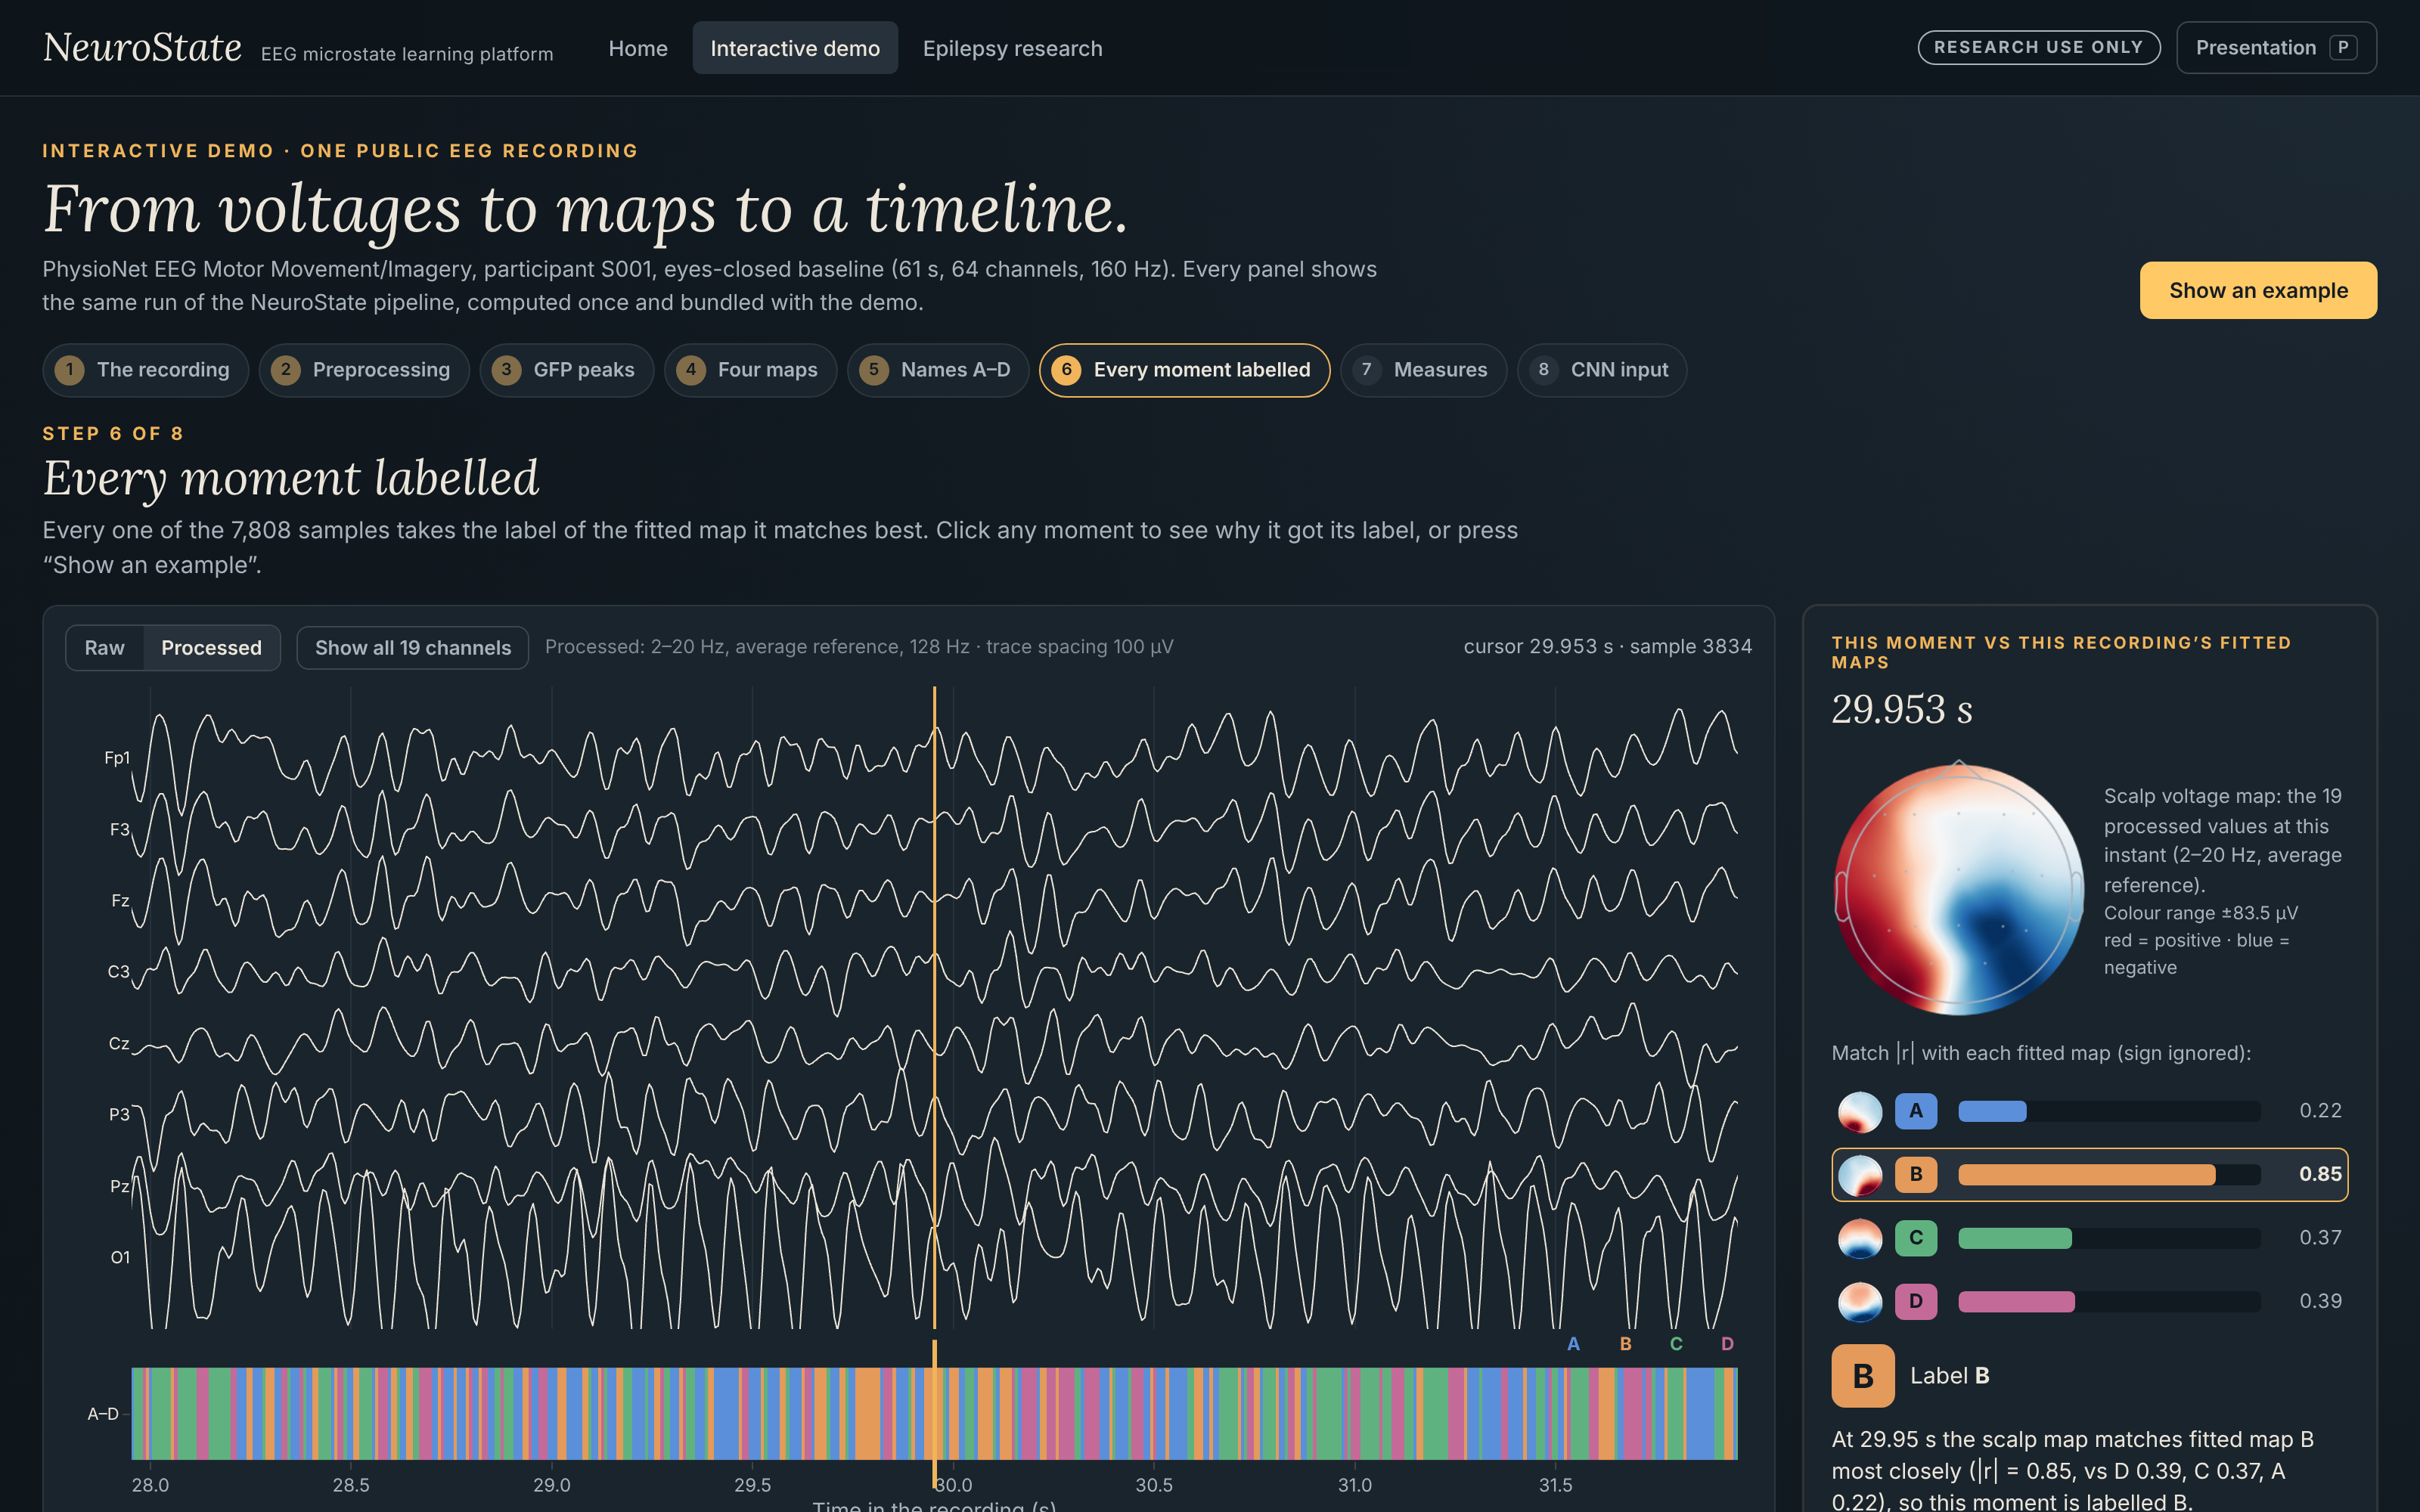 NeuroState EEG microstate learning platform Home Interactive demo Epilepsy research RESEARCH USE ONLY Presentation P
INTERACTIVE DEMO · ONE PUBLIC EEG RECORDING
From voltages to maps to a timeline.
PhysioNet EEG Motor Movement/Imagery, participant S001, eyes-closed baseline (61 s, 64 channels, 160 Hz). Every panel shows
the same run of the NeuroState pipeline, computed once and bundled with the demo.
Show an example
1 The recording 2 Preprocessing 3 GFP peaks 4 Four maps 5 Names A–D 6 Every moment labelled 7 Measures 8 CNN input
STEP 6 OF 8
Every moment labelled
Every one of the 7,808 samples takes the label of the fitted map it matches best. Click any moment to see why it got its label, or press
“Show an example”.
Raw Processed Show all 19 channels Processed: 2–20 Hz, average reference, 128 Hz · trace spacing 100 µV cursor 29.953 s · sample 3834
Fp1
F3
Fz
C3
Cz
P3
Pz
O1
A B C D
A–D
28.0 28.5 29.0 29.5 30.0 30.5 31.0 31.5
Time in the recording (s)
THIS MOMENT VS THIS RECORDING’S FITTED
MAPS
29.953 s
Scalp voltage map: the 19
processed values at this
instant (2–20 Hz, average
reference).
Colour range ±83.5 µV
red = positive · blue =
negative
Match |r| with each fitted map (sign ignored):
A 0.22
B 0.85
C 0.37
D 0.39
B Label B
At 29.95 s the scalp map matches fitted map B
most closely (|r| = 0.85, vs D 0.39, C 0.37, A
0.22), so this moment is labelled B.